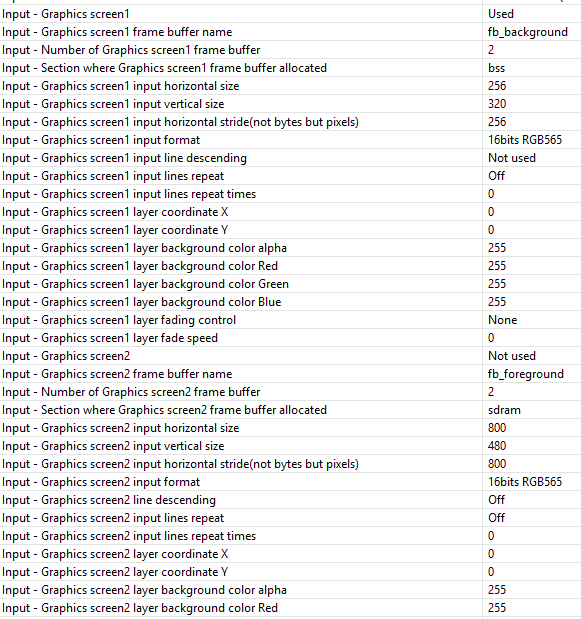 Input - Graphics screen1 Used
Input - Graphics screen1 frame buffer name fb_background
Input - Number of Graphics screen1 frame buffer 2
Input - Section where Graphics screen1 frame buffer allocated bss
Input - Graphics screen1 input horizontal size 256
Input - Graphics screen1 input vertical size 320
Input - Graphics screen1 input horizontal stride(not bytes but pixels) 256
Input - Graphics screen1 input format 16bits RGB565
Input - Graphics screen1 input line descending Not used
Input - Graphics screen1 input lines repeat Off
Input - Graphics screen1 input lines repeat times 0
Input - Graphics screen1 layer coordinate X 0
Input - Graphics screen1 layer coordinate Y 0
Input - Graphics screen1 layer background color alpha 255
Input - Graphics screen1 layer background color Red 255
Input - Graphics screen1 layer background color Green 255
Input - Graphics screen1 layer background color Blue 255
Input - Graphics screen1 layer fading control None
Input - Graphics screen1 layer fade speed 0
Input - Graphics screen2 Not used
Input - Graphics screen2 frame buffer name fb_foreground
Input - Number of Graphics screen2 frame buffer 2
Input - Section where Graphics screen2 frame buffer allocated sdram
Input - Graphics screen2 input horizontal size 800
Input - Graphics screen2 input vertical size 480
Input - Graphics screen2 input horizontal stride(not bytes but pixels) 800
Input - Graphics screen2 input format 16bits RGB565
Input - Graphics screen2 line descending Off
Input - Graphics screen2 input lines repeat Off
Input - Graphics screen2 input lines repeat times 0
Input - Graphics screen2 layer coordinate X 0
Input - Graphics screen2 layer coordinate Y 0
Input - Graphics screen2 layer background color alpha 255
Input - Graphics screen2 layer background color Red 255